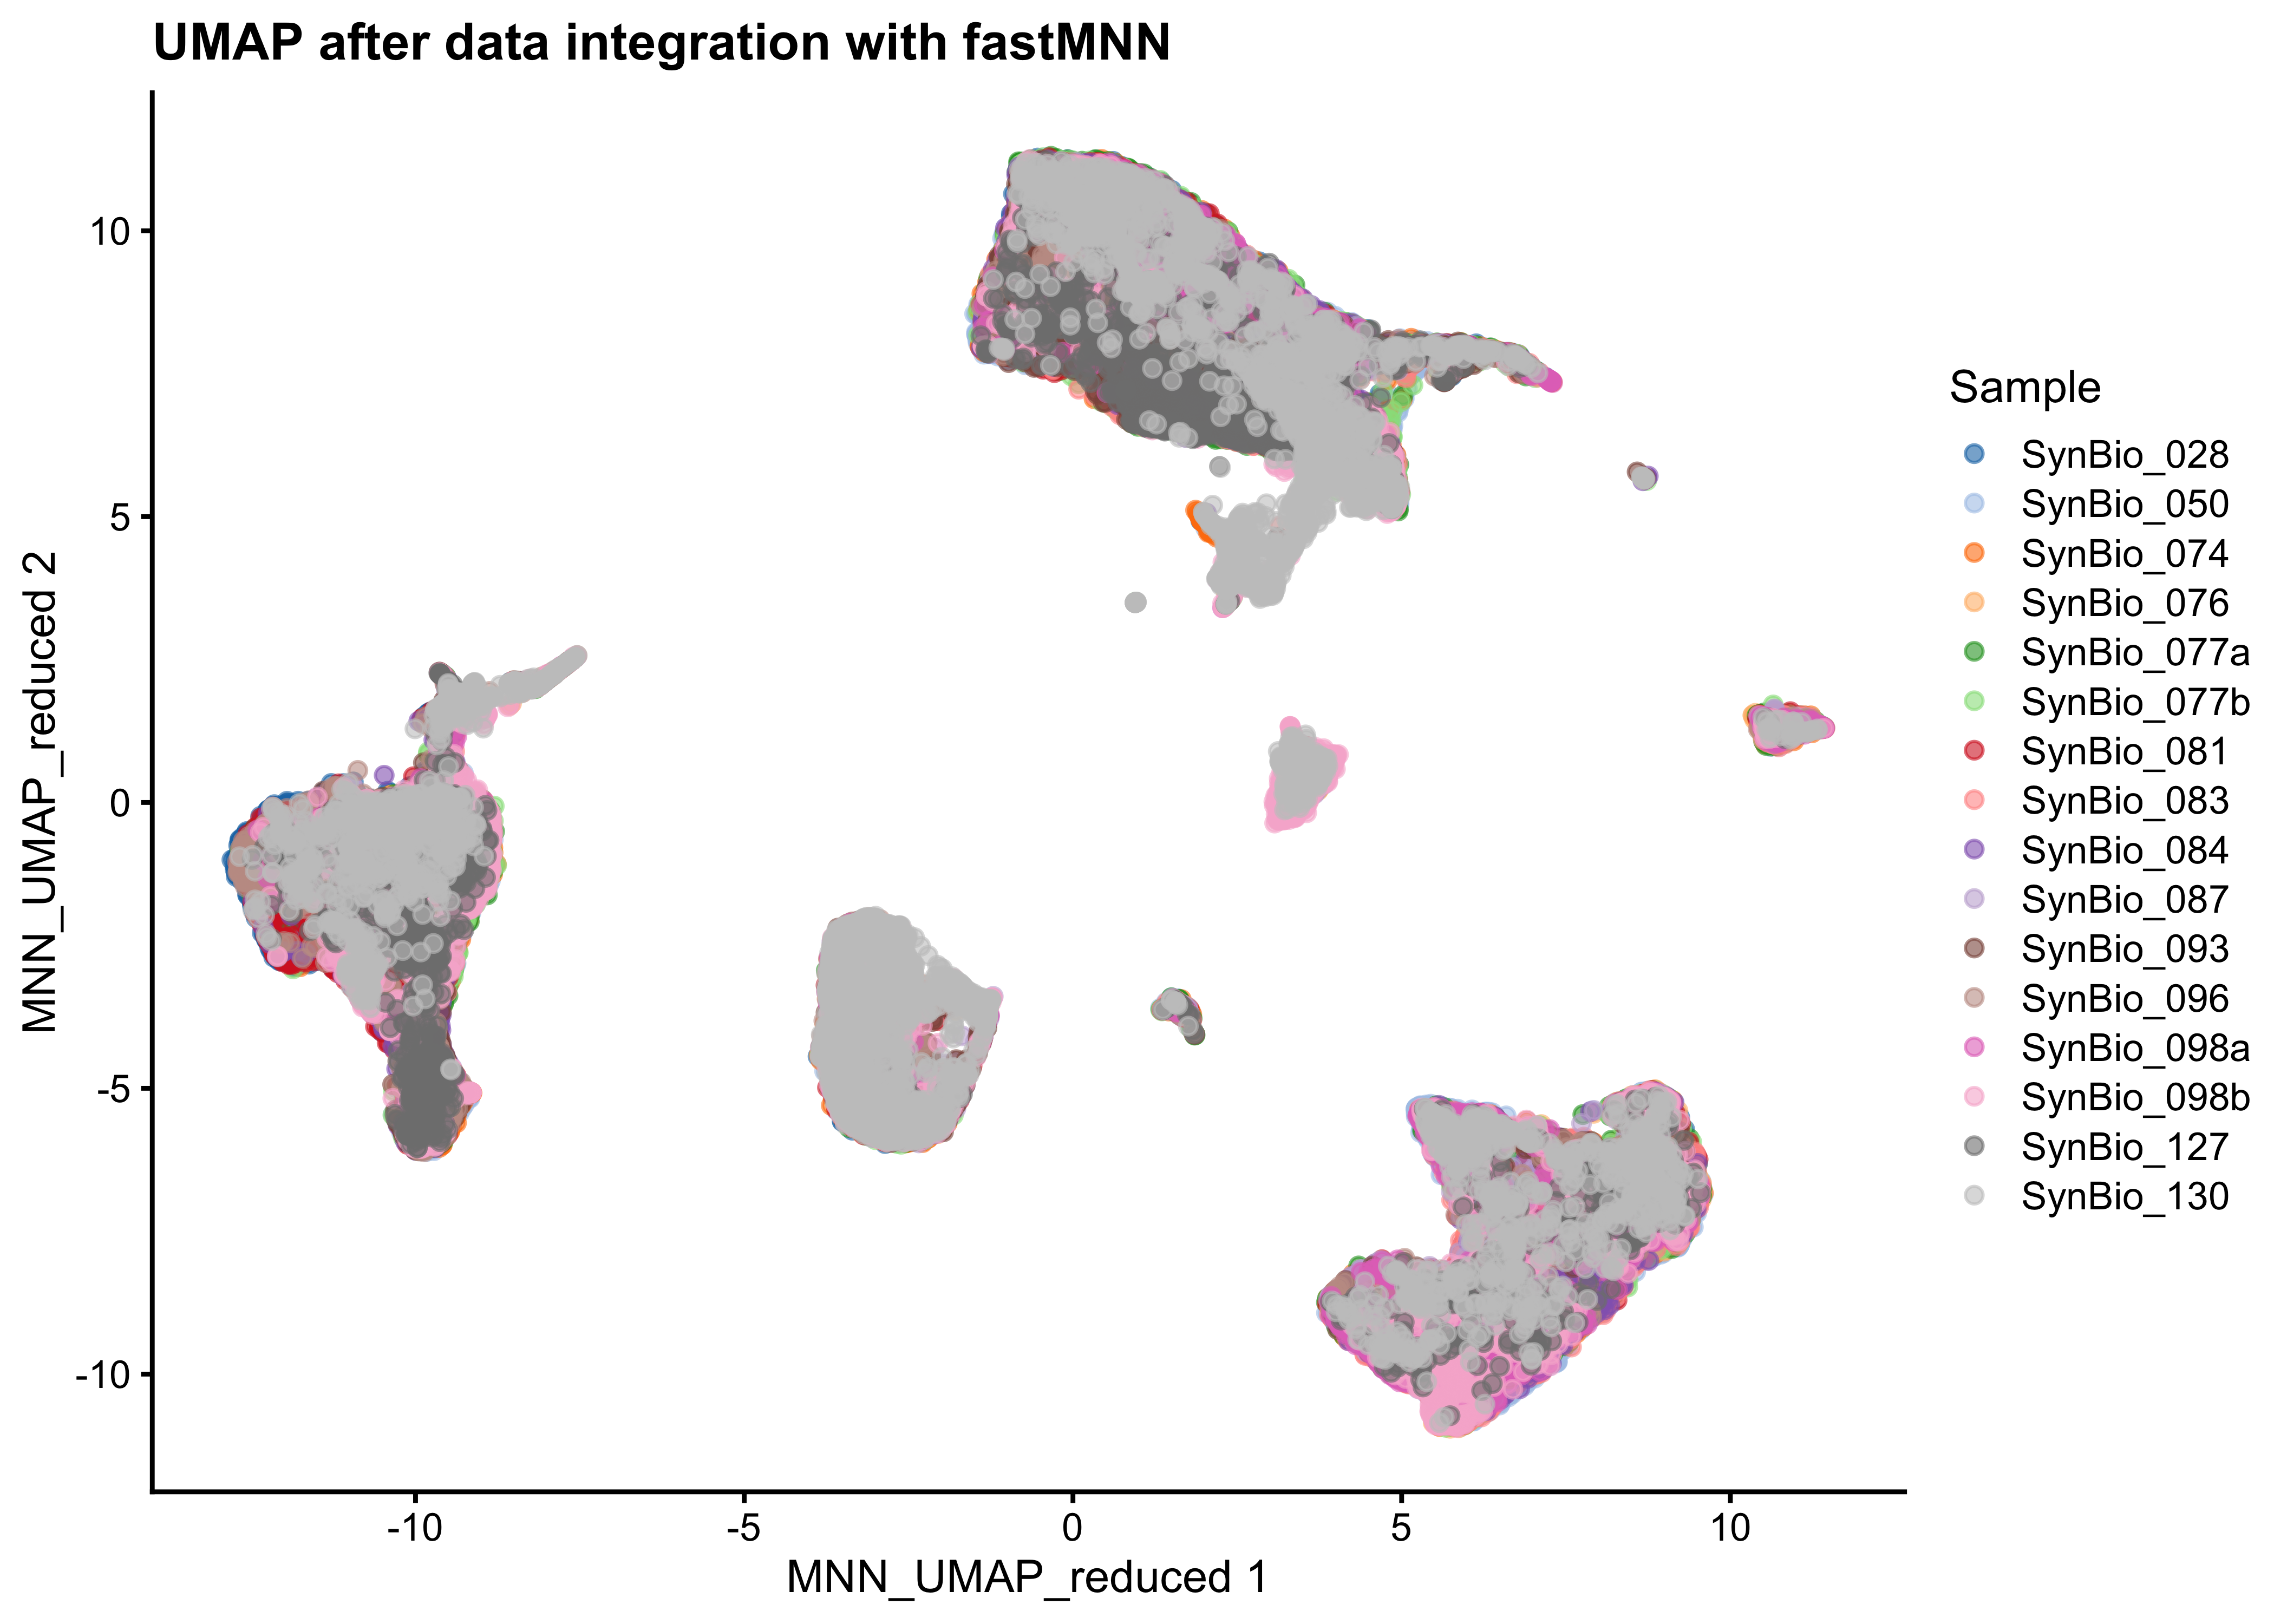 UMAP after data integration with fastMNN
MNN_UMAP_reduced 2
10
5
0
-5
-10
-10
-5
0
5
10
MNN_UMAP_reduced 1
Sample
SynBio_028
SynBio_050
SynBio_074
SynBio_076
SynBio_077a
SynBio_077b
SynBio_081
SynBio_083
SynBio_084
SynBio_087
SynBio_093
SynBio_096
SynBio_098a
SynBio_098b
SynBio_127
SynBio_130